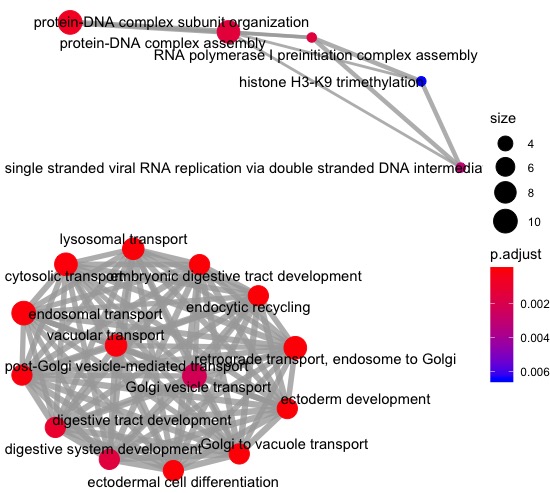 protein-DNA complex subunit organization
protein-DNA complex assembly
RNA polymerase I preinitiation complex assembly
histone H3-K9 trimethylation
single stranded viral RNA replication via double stranded DNA intermedia
size
4
6
8
10
p.adjust
0.002
0.004
0.006
lysosomal transport
cytosolic transport
embryonic digestive tract development
endocytic recycling
endosomal transport
vacuolar transport
retrograde transport, endosome to Golgi
post-Golgi vesicle-mediated transport
Golgi vesicle transport
ectoderm development
digestive tract development
Golgi to vacuole transport
digestive system development
ectodermal cell differentiation